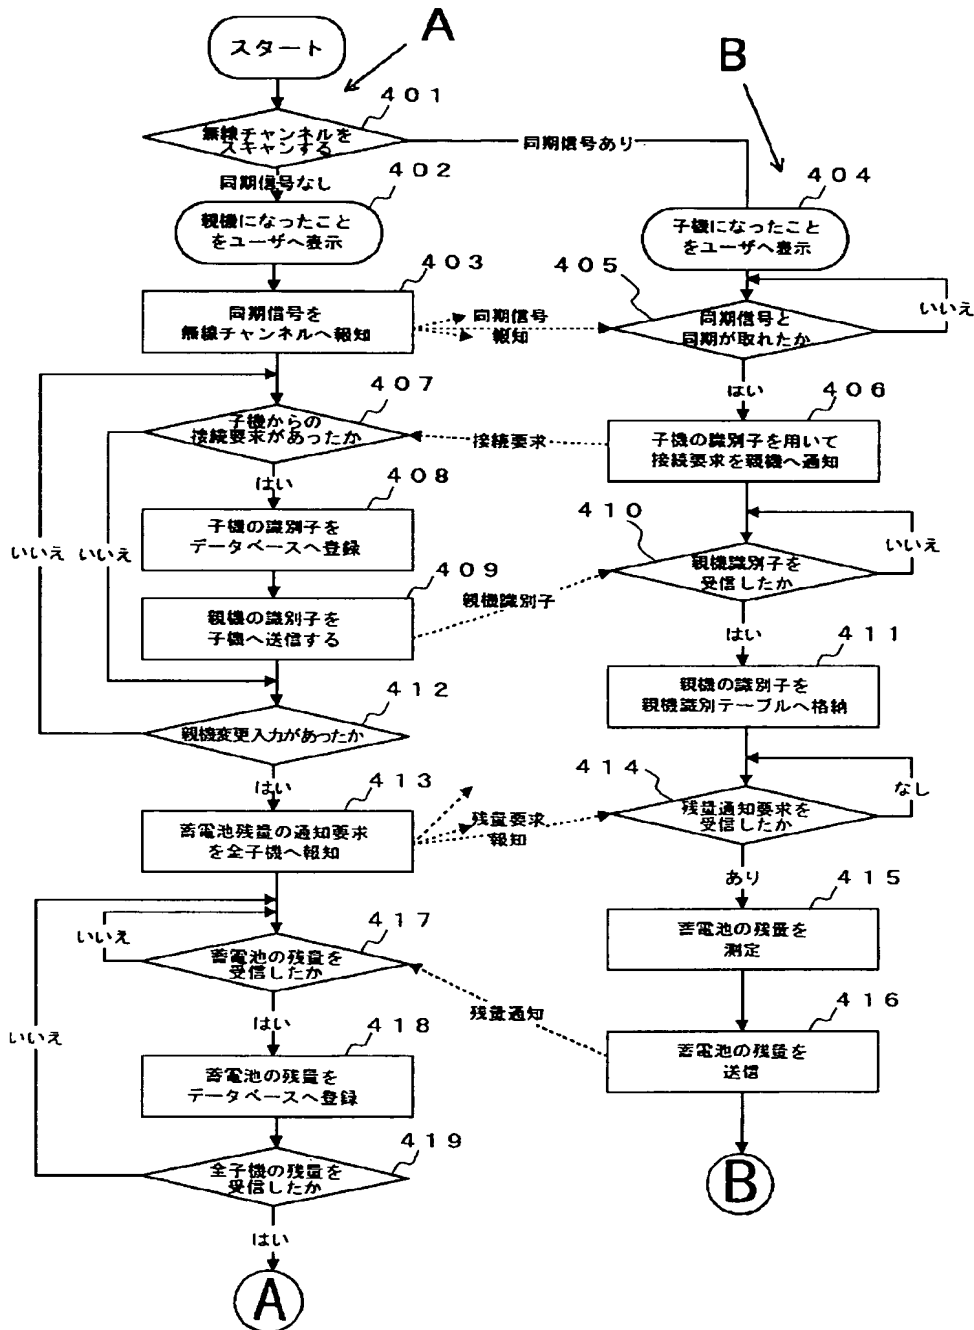 スタート
A
B
401
無線チャンネルを
スキャンする
同期信号あり
同期信号なし
402
親機になったこと
をユーザへ表示
404
子機になったこと
をユーザへ表示
403
同期信号を
無線チャンネルへ報知
同期信号
報知
405
同期信号と
同期が取れたか
いいえ
はい
407
子機からの
接続要求があったか
接続要求
406
子機の識別子を用いて
接続要求を親機へ通知
はい
408
子機の識別子を
データベースへ登録
いいえ
いいえ
410
親機識別子を
受信したか
いいえ
409
親機の識別子を
子機へ送信する
親機識別子
はい
411
親機の識別子を
親機識別テーブルへ格納
412
親機変更入力があったか
はい
413
蓄電池残量の通知要求
を全子機へ報知
残量要求
報知
414
残量通知要求を
受信したか
なし
あり
415
蓄電池の残量を
測定
417
蓄電池の残量を
受信したか
いいえ
残量通知
416
蓄電池の残量を
送信
はい
418
蓄電池の残量を
データベースへ登録
いいえ
419
全子機の残量を
受信したか
はい
B
A